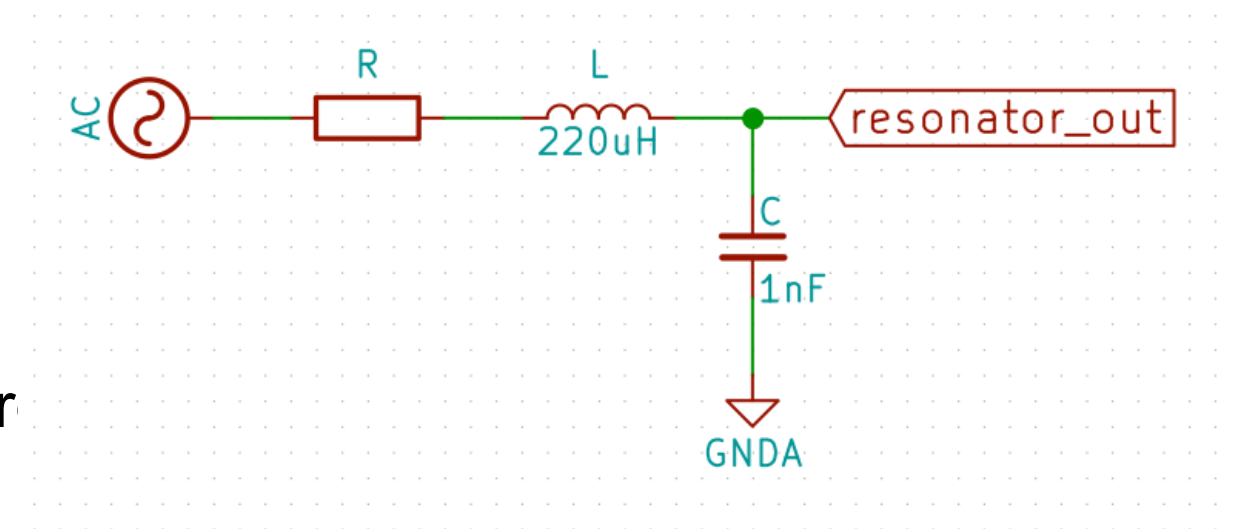 R
L
AC
resonator_out
220uH
C
1nF
GNDA